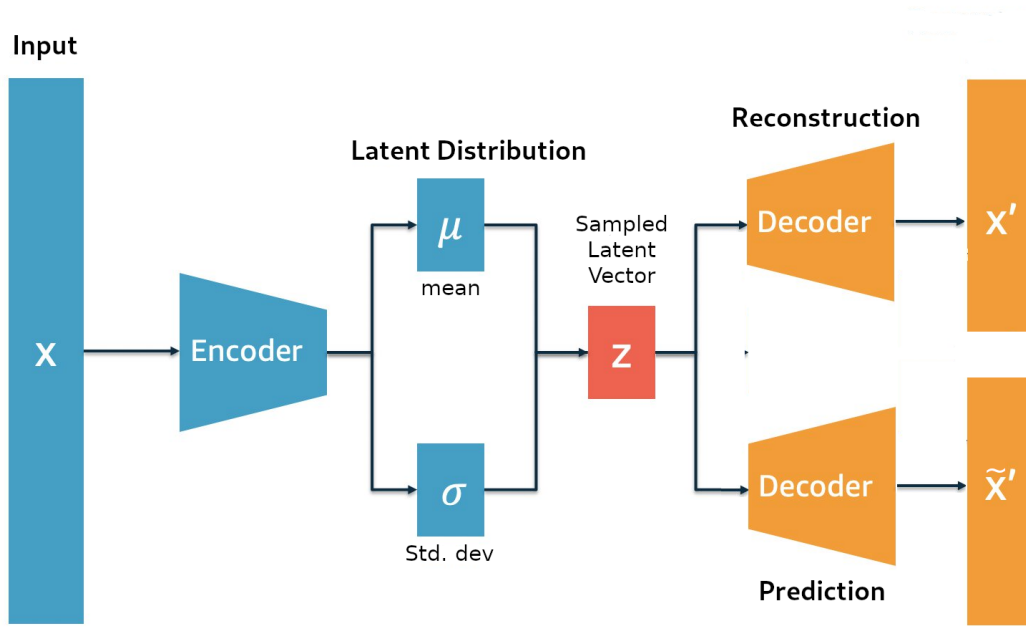 Input
X
Encoder
Latent Distribution
μ
mean
σ
Std. dev
Sampled
Latent
Vector
Z
Reconstruction
Decoder
X′
Decoder
Prediction
X̃′